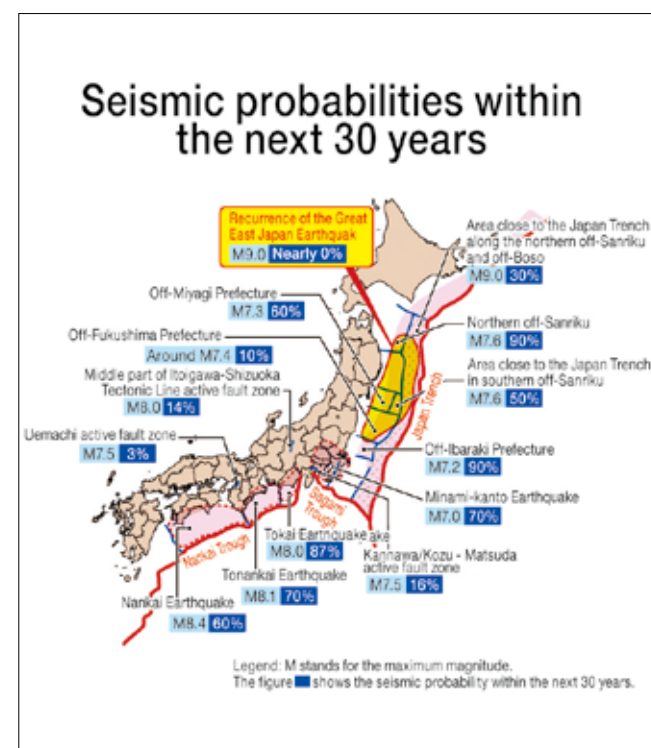 Seismic probabilities within
the next 30 years
Recurrence of the Great
East Japan Earthquak
M9.0 Nearly 0%
Area close to the Japan Trench
along the northern off-Sanriku
and off-Boso
M9.0 30%
Off-Miyagi Prefecture
M7.3 60%
Northern off-Sanriku
M7.6 90%
Off-Fukushima Prefecture
Around M7.4 10%
Area close to the Japan Trench
in southern off-Sanriku
M7.6 50%
Middle part of Itoigawa-Shizuoka
Tectonic Line active fault zone
M8.0 14%
Japan Trench
Uemachi active fault zone
M7.5 3%
Off-Ibaraki Prefecture
M7.2 90%
Minami-kanto Earthquake
M7.0 70%
Sagami
Trough
Nankai Trough
Tokai Earthquake
M8.0 87%
ake
Kannawa/Kozu - Matsuda
active fault zone
M7.5 16%
Tonankai Earthquake
M8.1 70%
Nankai Earthquake
M8.4 60%
Legend: M stands for the maximum magnitude.
The figure shows the seismic probability within the next 30 years.